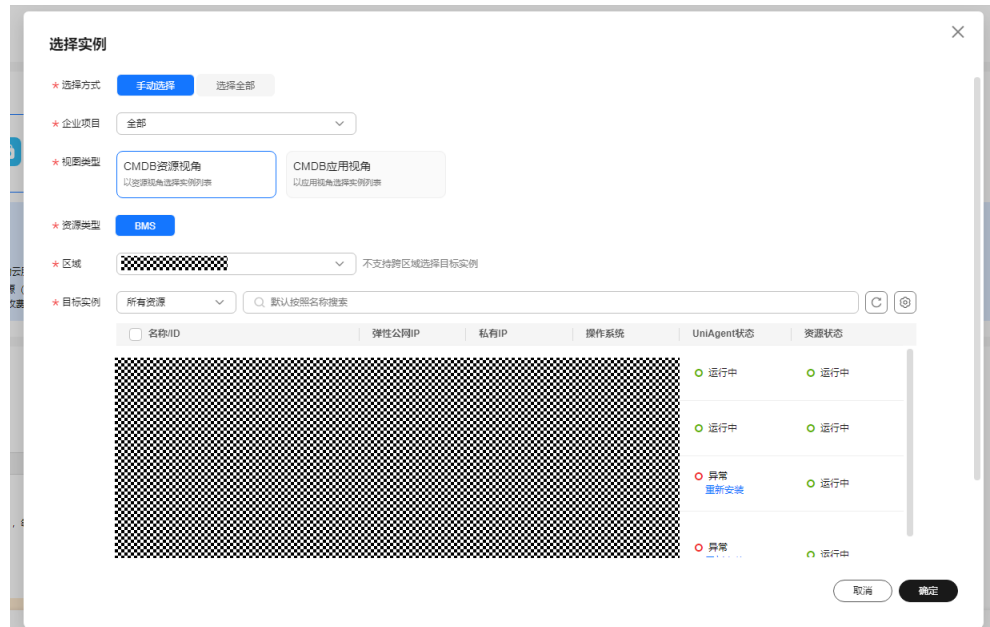 选择实例
* 选择方式 手动选择 选择全部
* 企业项目 全部
* 视图类型 CMDB资源视角 CMDB应用视角
以资源视角选择实例列表 以应用视角选择实例列表
* 资源类型 BMS
* 区域 不支持跨区域选择目标实例
* 目标实例 所有资源 默认按照名称搜索
名称/ID 弹性公网IP 私有IP 操作系统 UniAgent状态 资源状态
运行中 运行中
运行中 运行中
异常 运行中
重新安装
异常 运行中
取消 确定